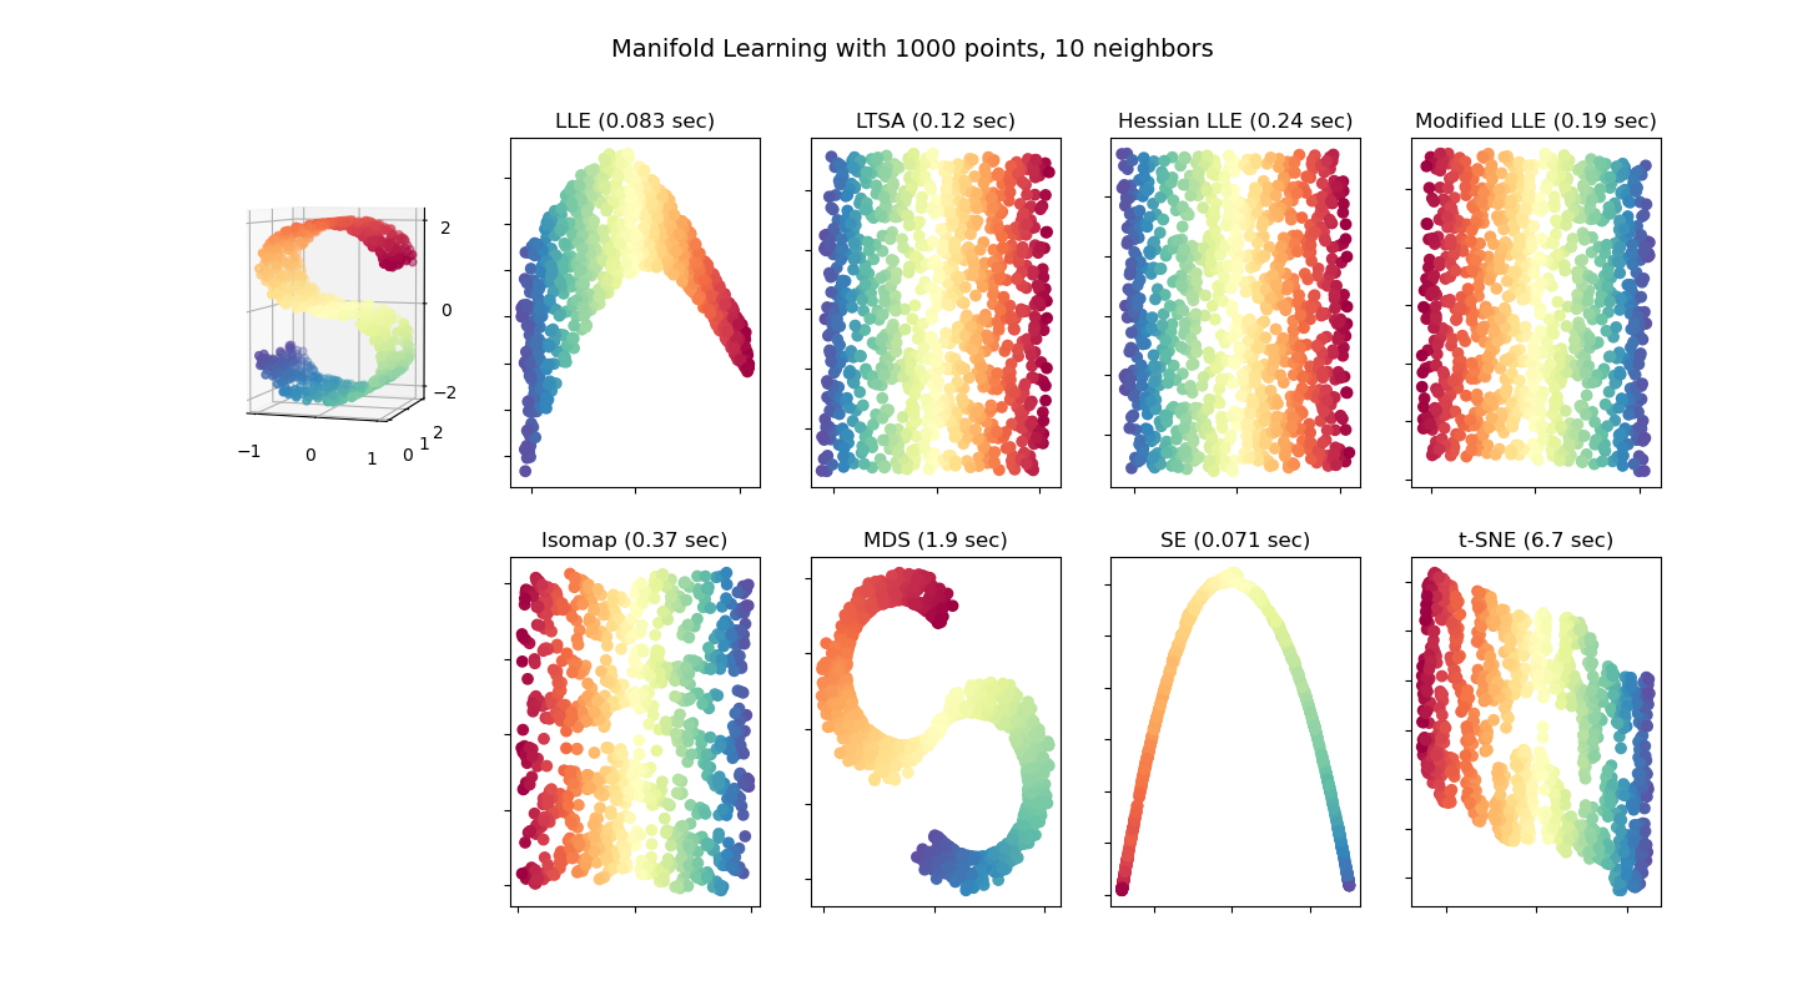 Manifold Learning with 1000 points, 10 neighbors
LLE (0.083 sec)
LTSA (0.12 sec)
Hessian LLE (0.24 sec)
Modified LLE (0.19 sec)
2
0
−2
−1
0
1
0
1
2
Isomap (0.37 sec)
MDS (1.9 sec)
SE (0.071 sec)
t-SNE (6.7 sec)